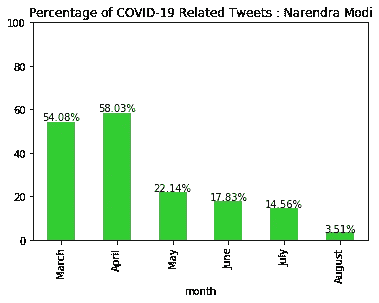 Percentage of COVID-19 Related Tweets : Narendra Modi
100
80
60
40
20
0
54.08%
58.03%
22.14%
17.83%
14.56%
3.51%
March
April
May
June
July
August
month